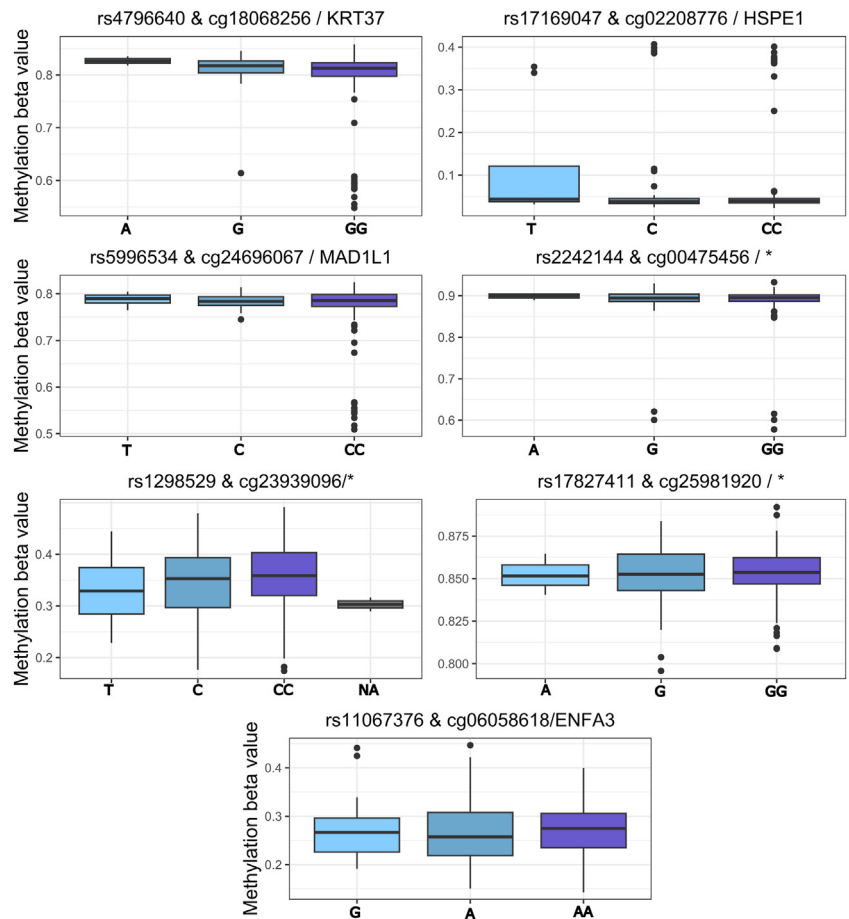 rs4796640 & cg18068256 / KRT37
Methylation beta value
0.8
0.7
0.6
A G GG
rs17169047 & cg02208776 / HSPE1
0.4
0.3
0.2
0.1
T C CC
rs5996534 & cg24696067 / MAD1L1
Methylation beta value
0.8
0.7
0.6
0.5
T C CC
rs2242144 & cg00475456 / *
0.9
0.8
0.7
0.6
A G GG
rs1298529 & cg23939096/*
Methylation beta value
0.4
0.3
0.2
T C CC NA
rs17827411 & cg25981920 / *
0.875
0.850
0.825
0.800
A G GG
rs11067376 & cg06058618/ENFA3
Methylation beta value
0.4
0.3
0.2
G A AA